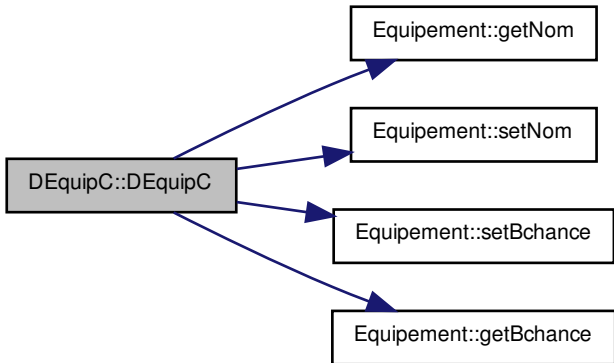 Equipement::getNom
Equipement::setNom
DEquipC::DEquipC
Equipement::setBchance
Equipement::getBchance